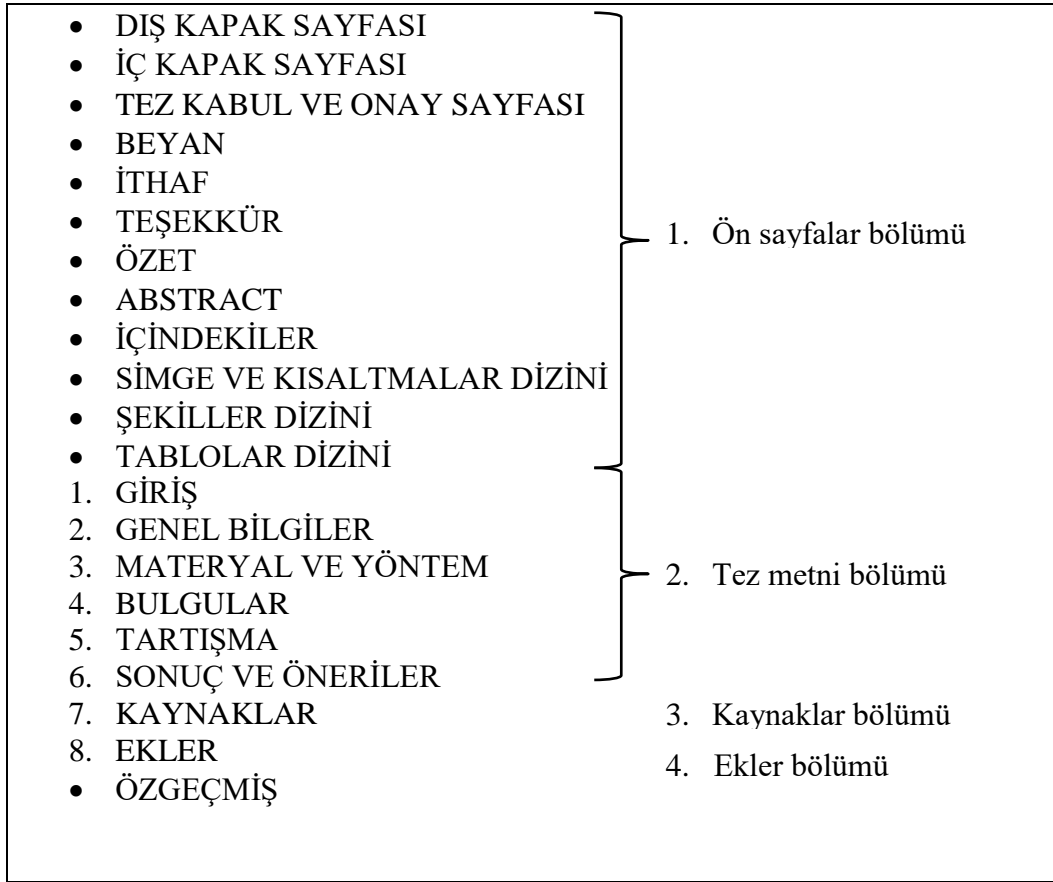 • DIŞ KAPAK SAYFASI
• İÇ KAPAK SAYFASI
• TEZ KABUL VE ONAY SAYFASI
• BEYAN
• İTHAF
• TEŞEKKÜR
• ÖZET
• ABSTRACT
• İÇİNDEKİLER
• SİMGE VE KISALTMALAR DİZİNİ
• ŞEKİLLER DİZİNİ
• TABLOLAR DİZİNİ
1. Ön sayfalar bölümü
1. GİRİŞ
2. GENEL BİLGİLER
3. MATERYAL VE YÖNTEM
4. BULGULAR
5. TARTIŞMA
6. SONUÇ VE ÖNERİLER
2. Tez metni bölümü
7. KAYNAKLAR
3. Kaynaklar bölümü
8. EKLER
4. Ekler bölümü
• ÖZGEÇMİŞ